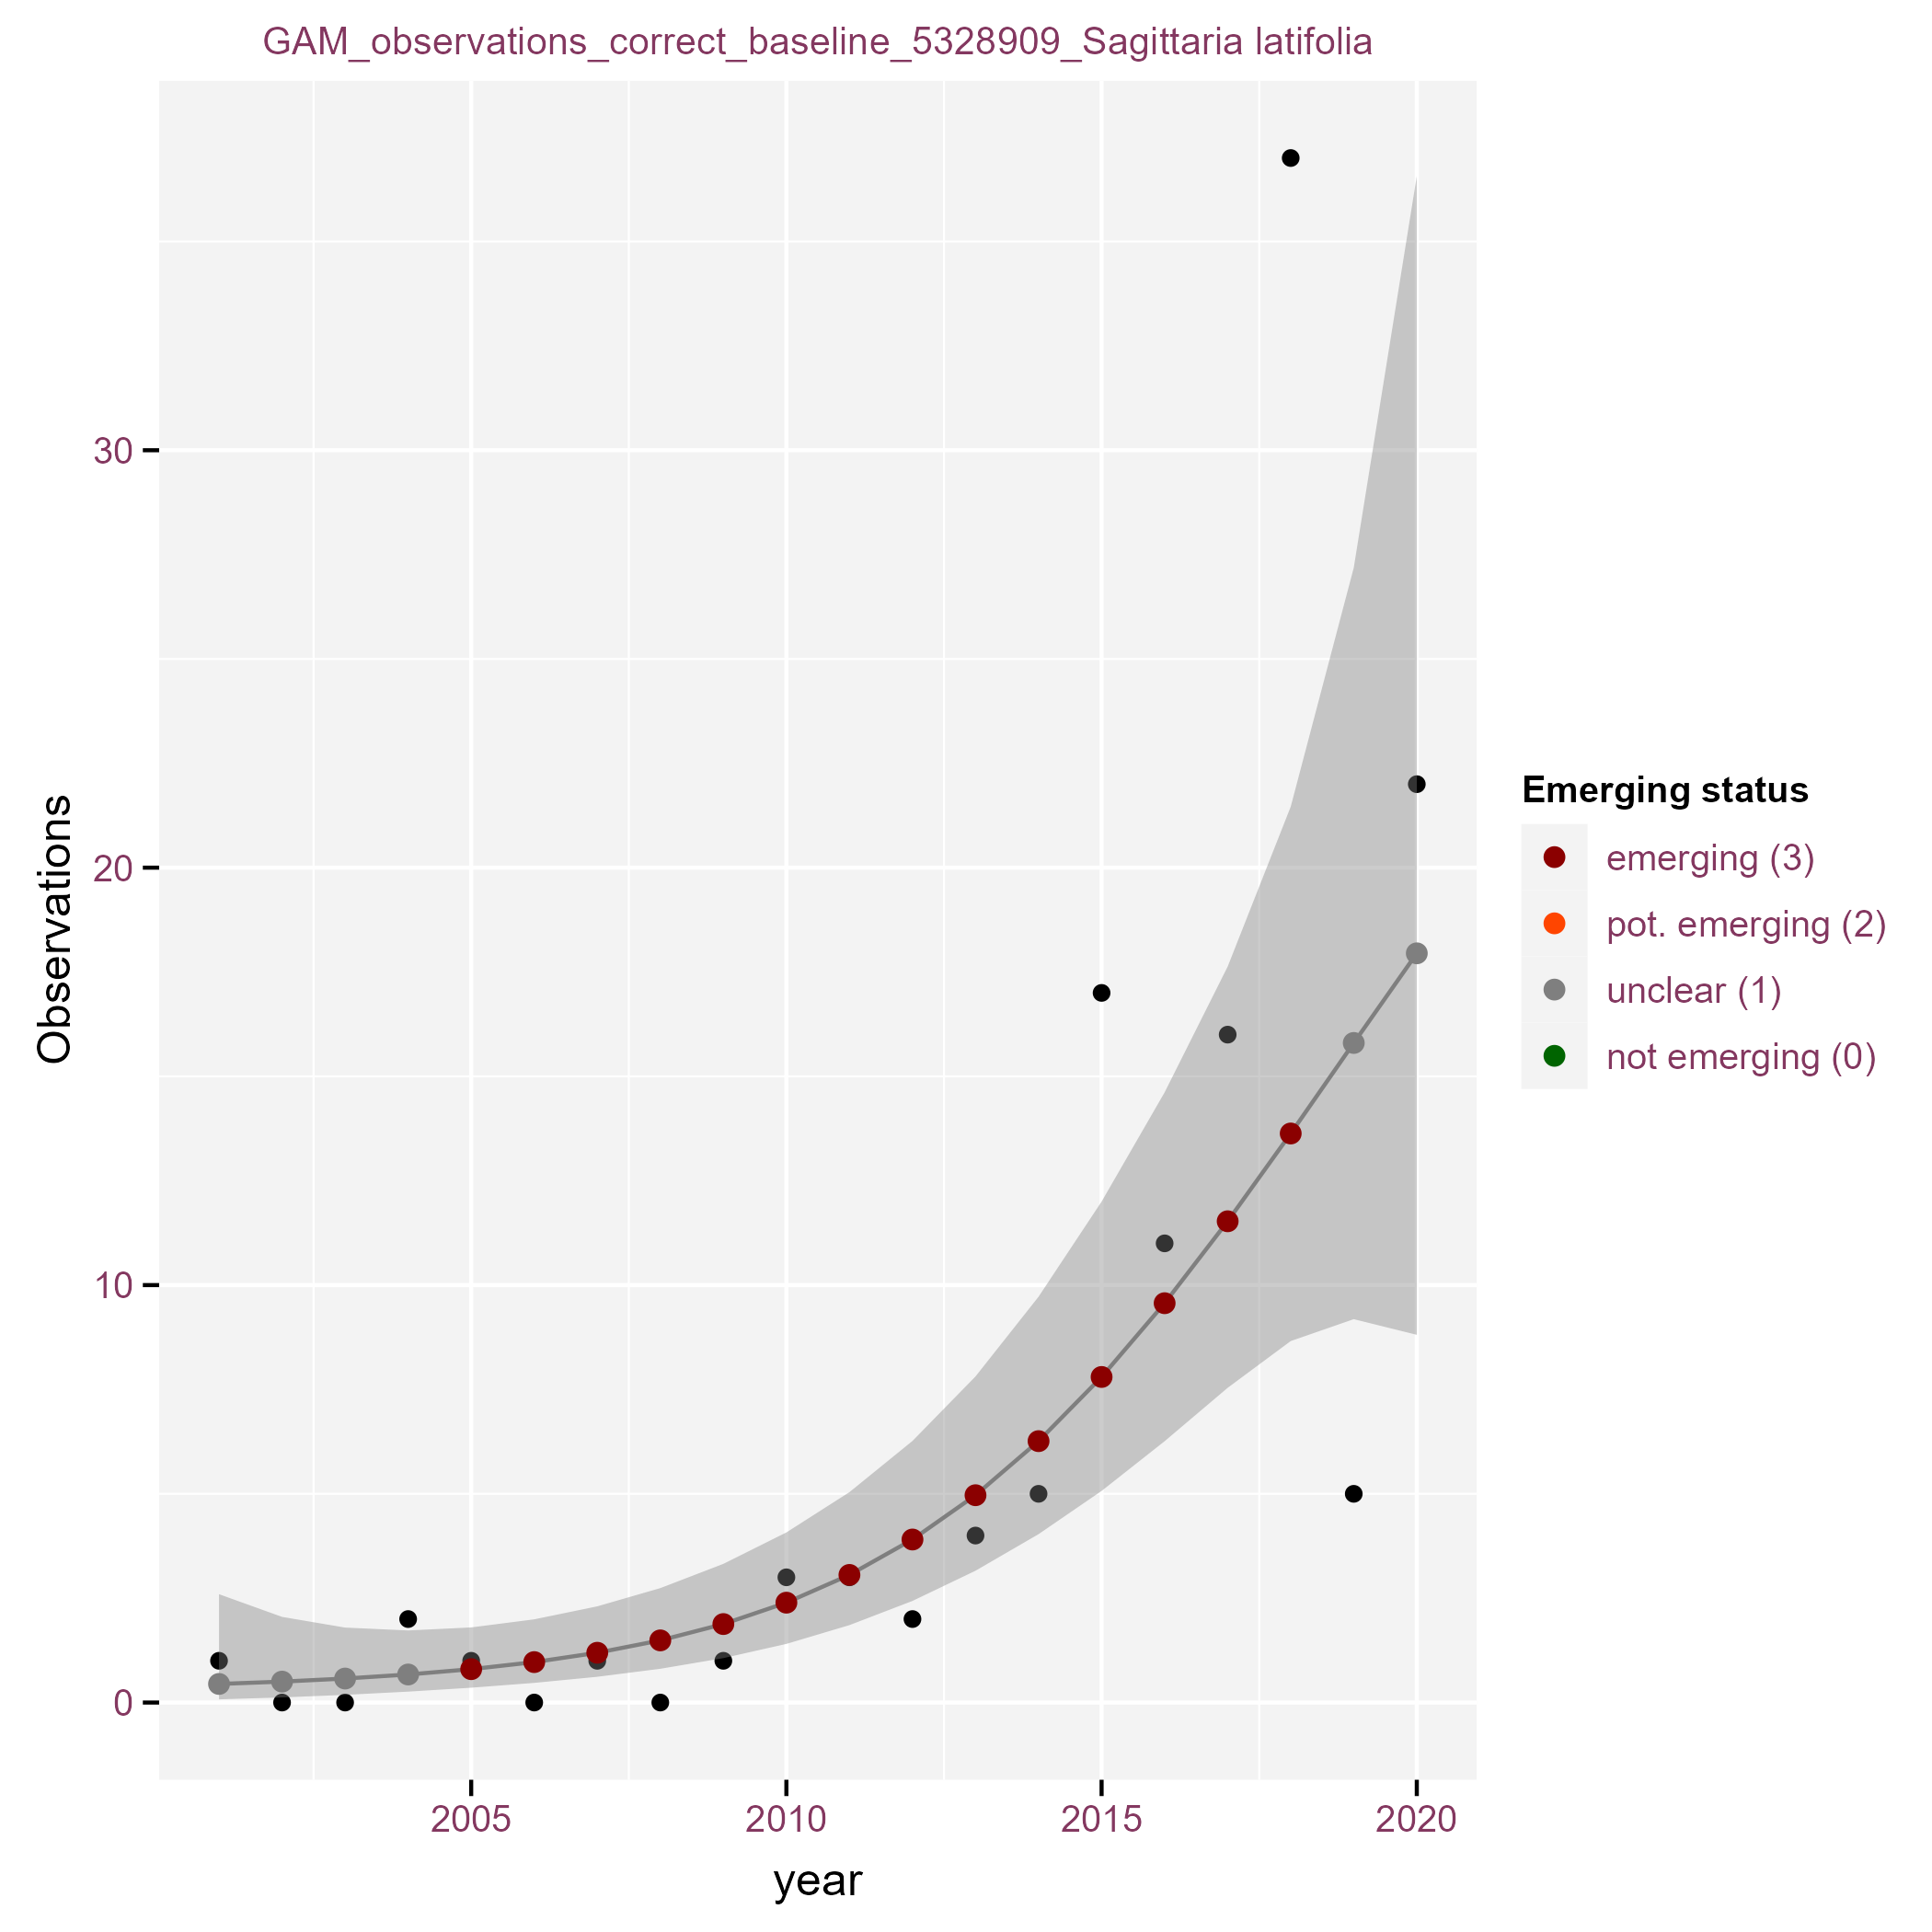 GAM_observations_correct_baseline_5328909_Sagittaria latifolia
Observations
30
20
10
0
2005
2010
2015
2020
year
Emerging status
emerging (3)
pot. emerging (2)
unclear (1)
not emerging (0)